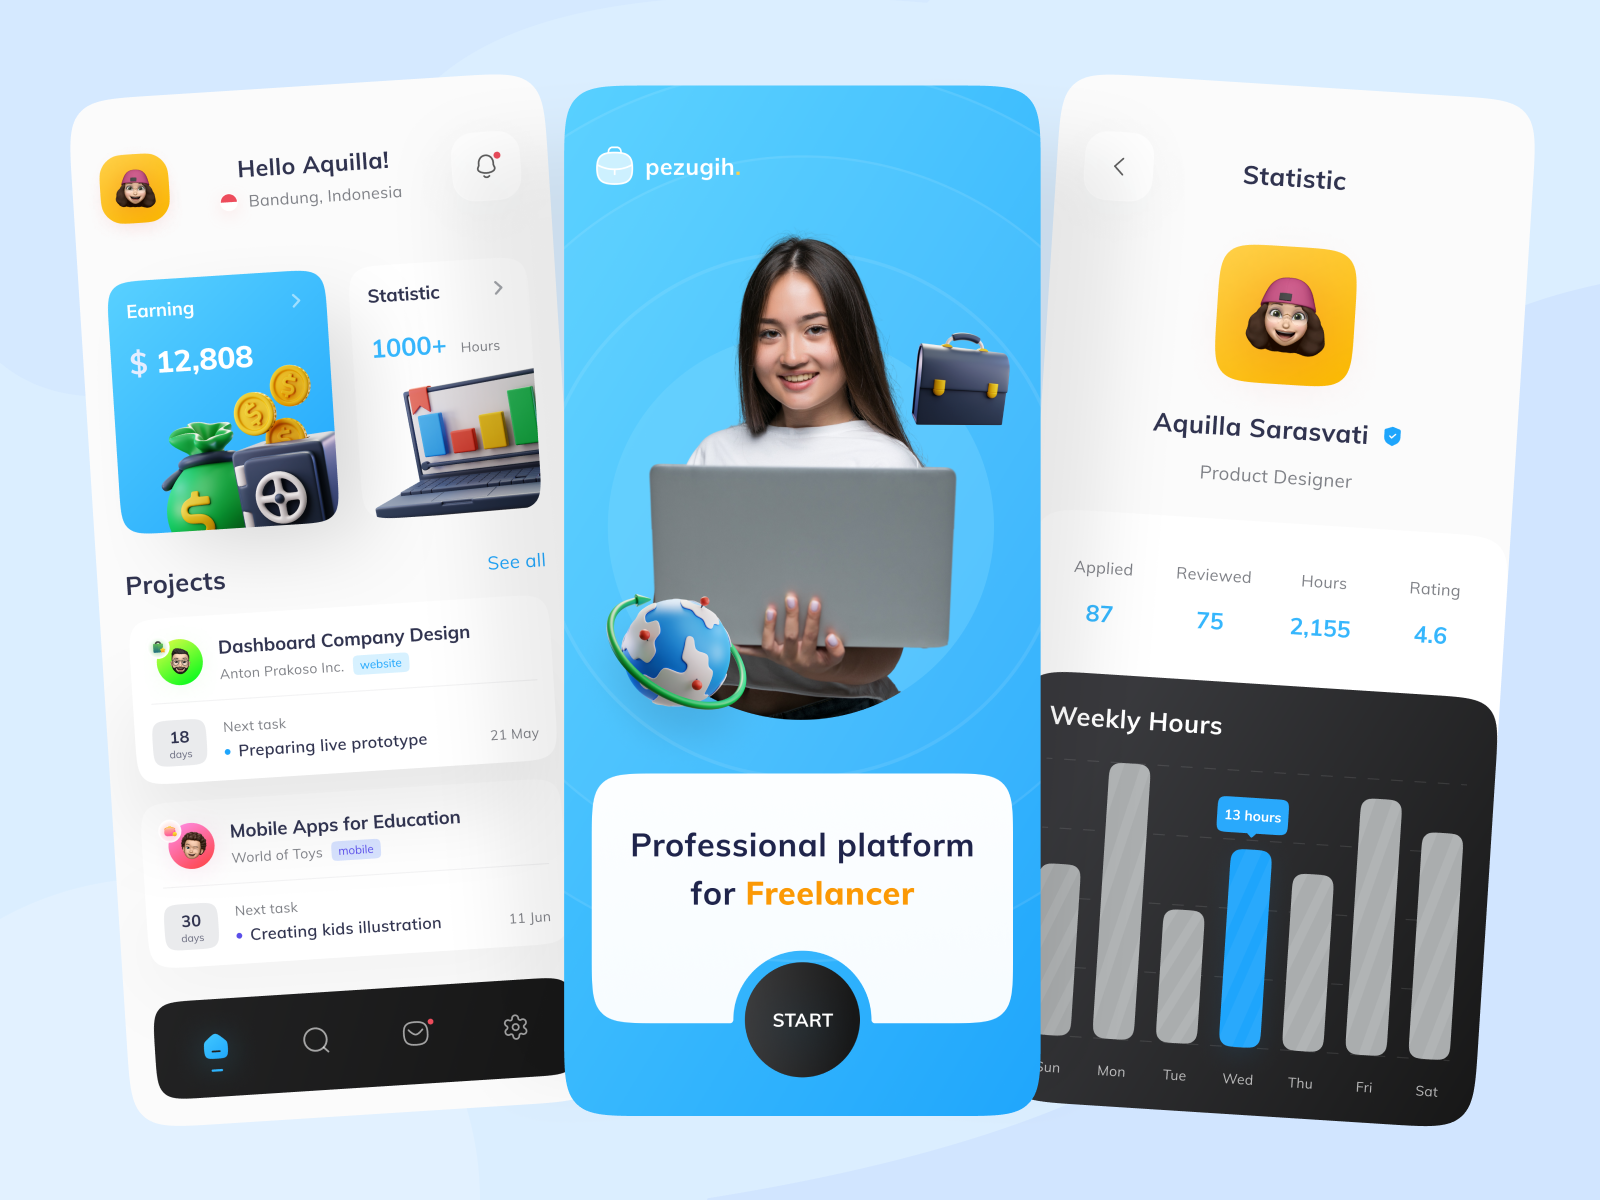 Hello Aquilla!
Bandung, Indonesia
Earning
$ 12,808
Statistic
1000+ Hours
Projects
See all
Dashboard Company Design
Anton Prakoso Inc. website
18 days
Next task
Preparing live prototype
21 May
Mobile Apps for Education
World of Toys mobile
30 days
Next task
Creating kids illustration
11 Jun
pezugih.
Professional platform
for Freelancer
START
Statistic
Aquilla Sarasvati
Product Designer
Applied Reviewed Hours Rating
87 75 2,155 4.6
Weekly Hours
13 hours
Sun Mon Tue Wed Thu Fri Sat